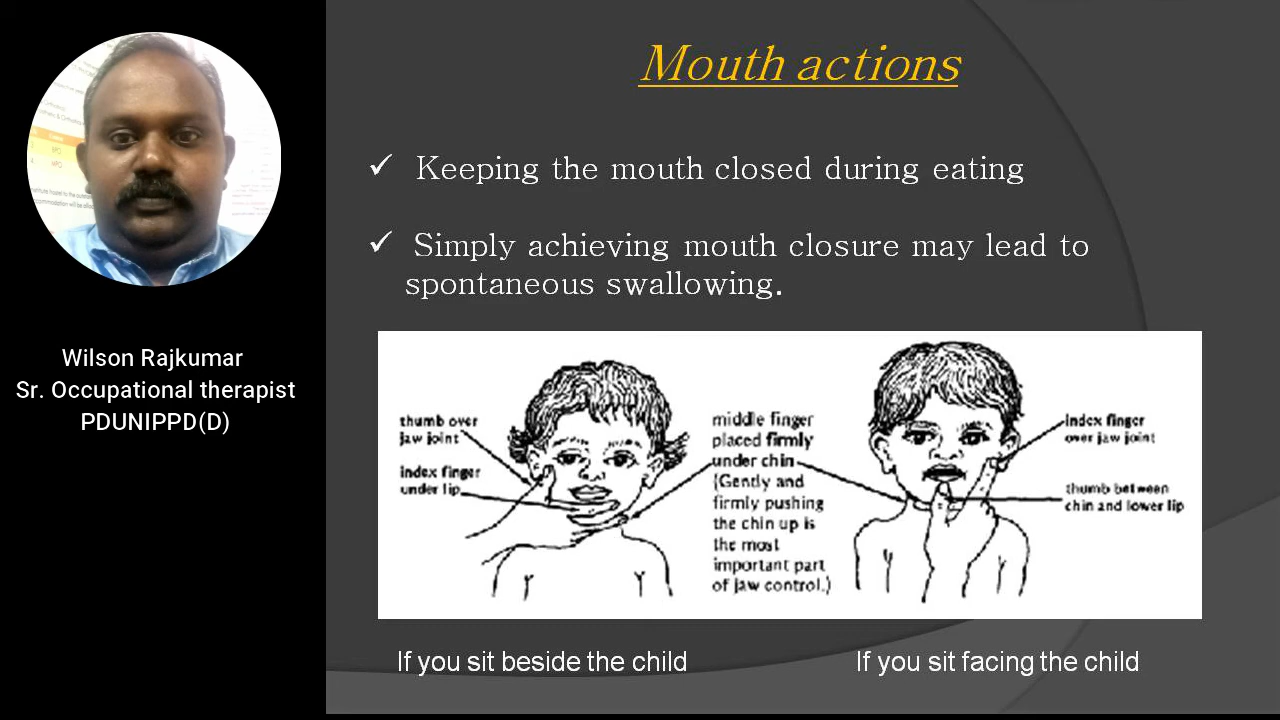 Mouth actions
✓ Keeping the mouth closed during eating
✓ Simply achieving mouth closure may lead to
spontaneous swallowing.
Wilson Rajkumar
Sr. Occupational therapist
PDUNIPPD(D)
thumb over
jaw joint
index finger
under lip
middle finger
placed firmly
under chin
(Gently and
firmly pushing
the chin up is
the most
important part
of jaw control.)
index finger
over jaw joint
thumb between
chin and lower lip
If you sit beside the child
If you sit facing the child